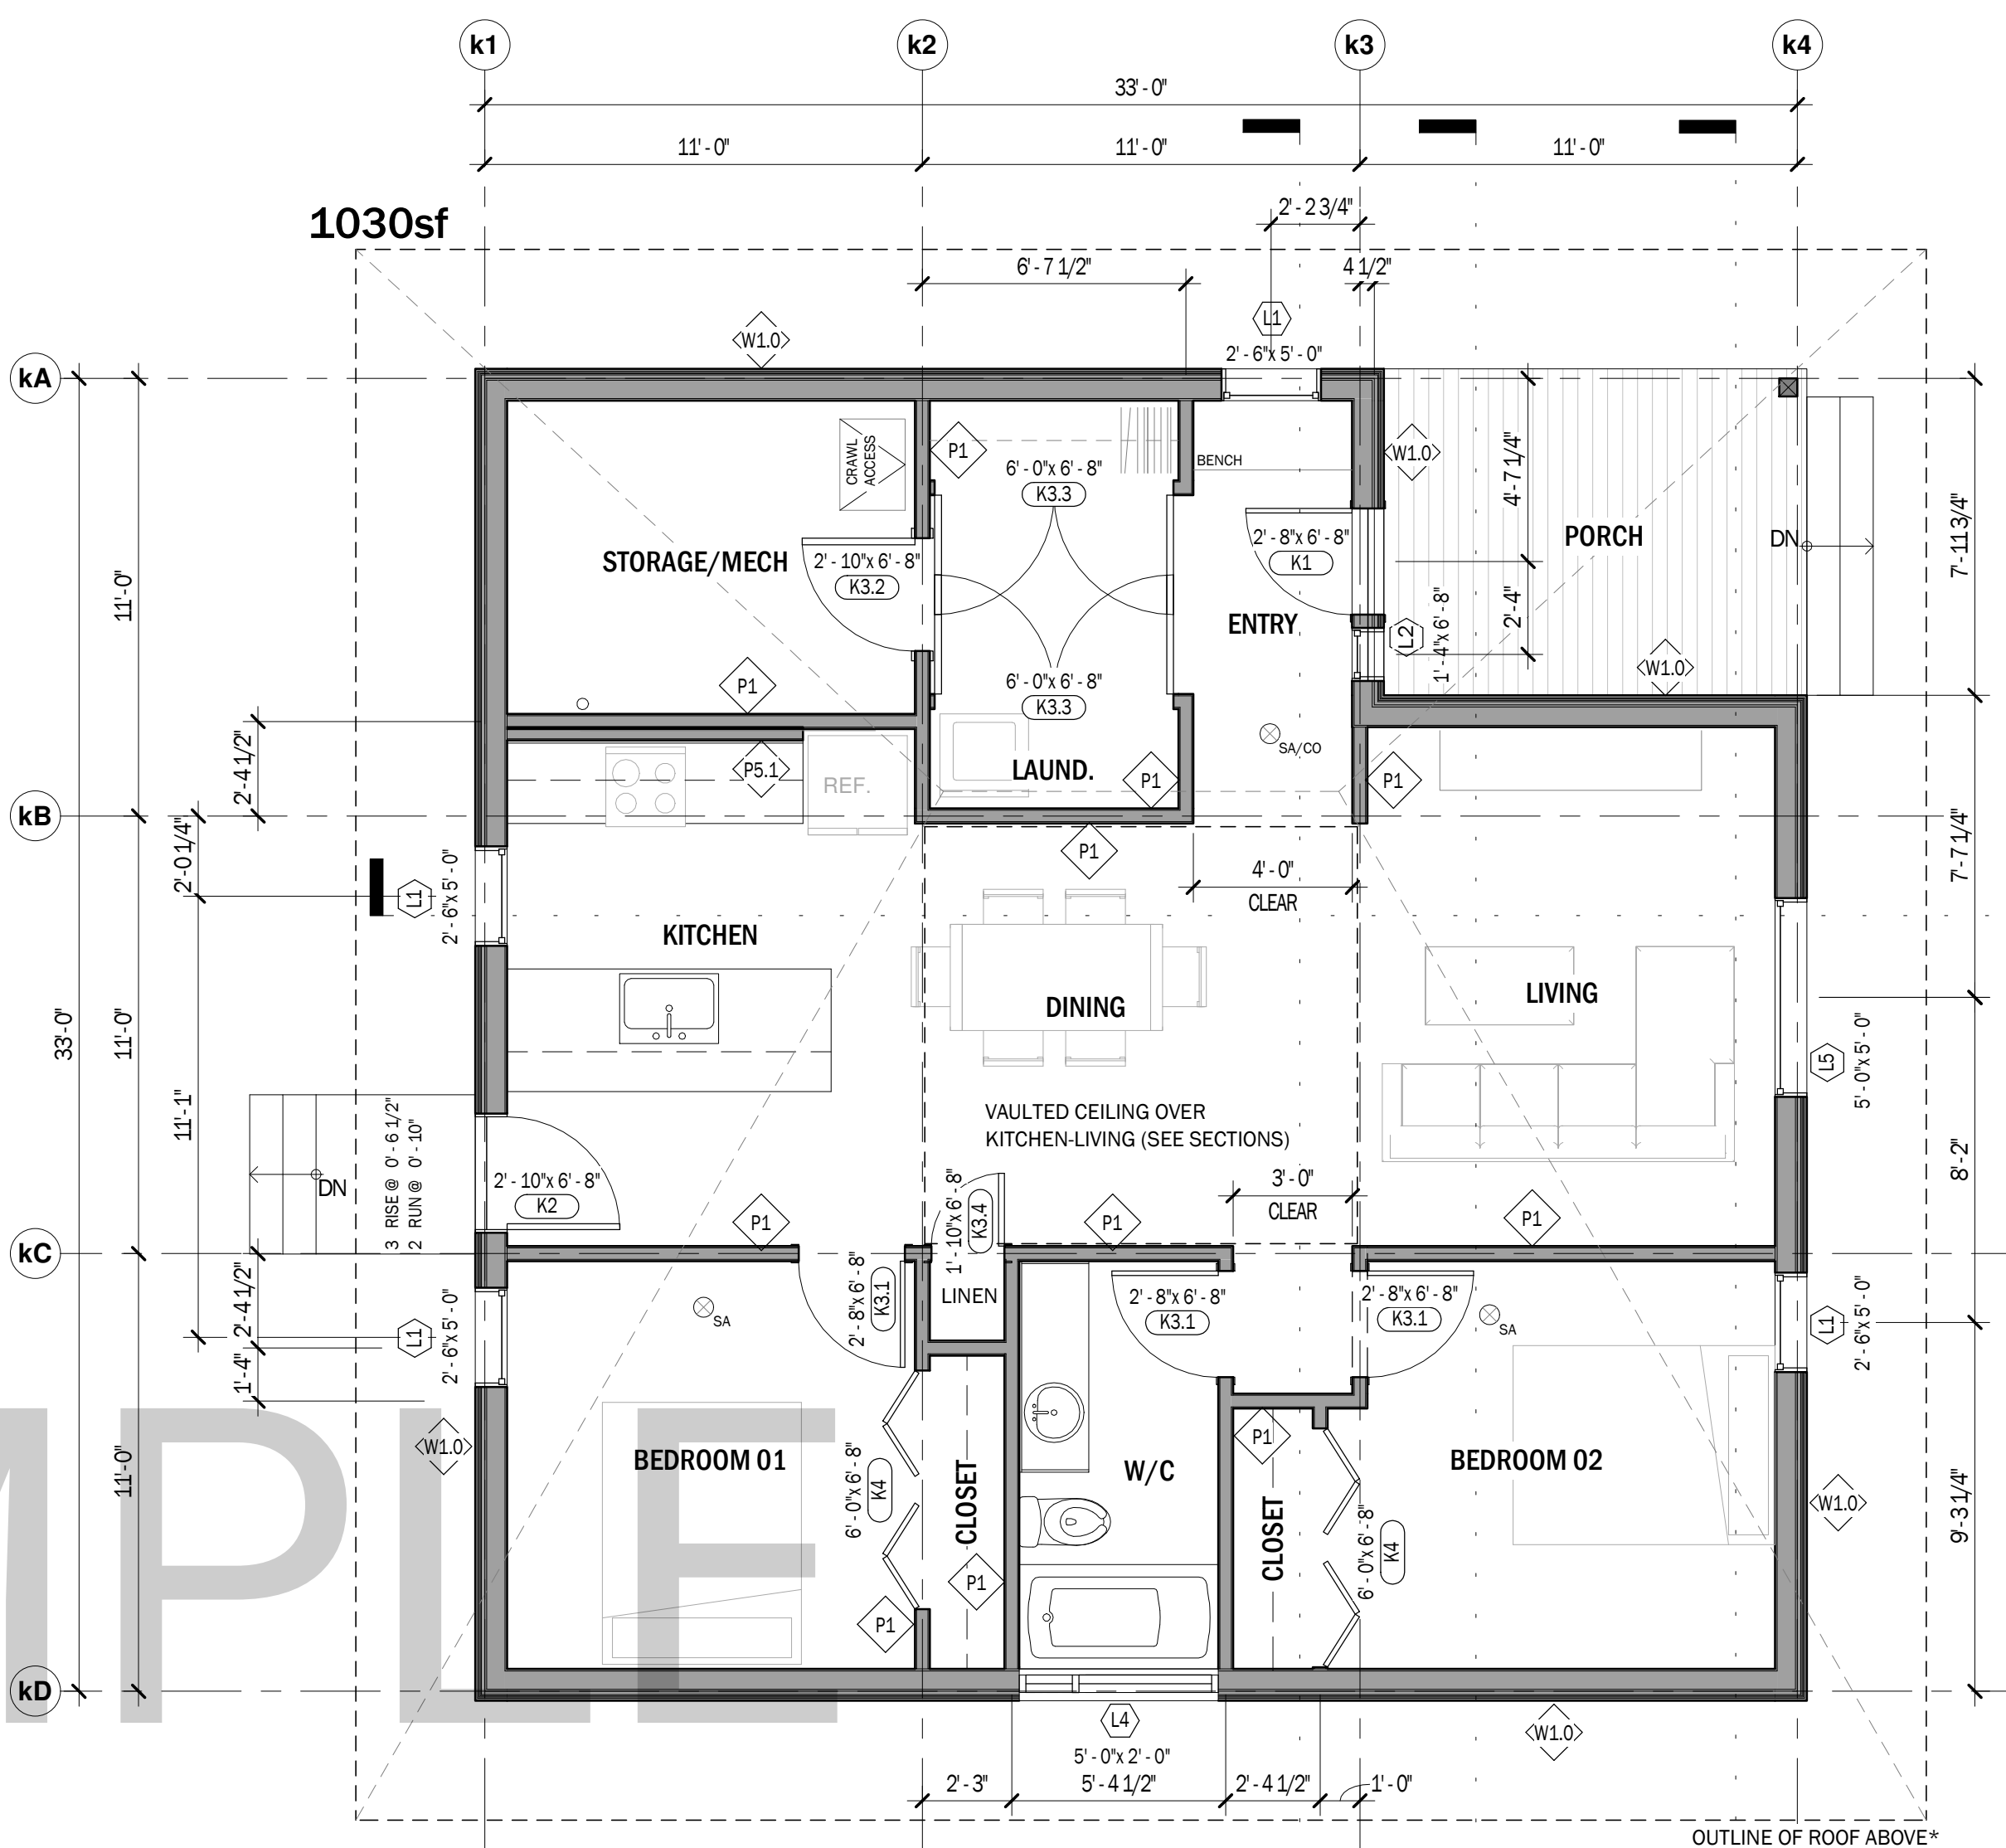 k1
k2
k3
k4
33'-0"
11'-0"
11'-0"
11'-0"
1030sf
2'-2 3/4"
6'-7 1/2"
4 1/2"
L1
2'-6"x 5'-0"
W1.0
kA
P1
CRAWL
ACCESS
6'-0"x 6'-8"
K3.3
BENCH
W1.0
4'-7 1/4"
PORCH
DN
7'-11 3/4"
STORAGE/MECH
2'-10"x 6'-8"
K3.2
2'-8"x 6'-8"
K1
11'-0"
ENTRY
L2
1'-4"x 6'-8"
2'-4"
W1.0
P1
6'-0"x 6'-8"
K3.3
SA/CO
2'-4 1/2"
P5.1
REF.
LAUND.
P1
P1
kB
2'-0 1/4"
P1
7'-7 1/4"
4'-0"
CLEAR
L1
2'-6"x 5'-0"
KITCHEN
DINING
LIVING
33'-0"
11'-0"
11'-1"
L5
5'-0"x 5'-0"
VAULTED CEILING OVER
KITCHEN-LIVING (SEE SECTIONS)
3 RISE @ 0'-6 1/2"
2 RUN @ 0'-10"
DN
2'-10"x 6'-8"
K2
P1
1'-10"x 6'-8"
K3.4
P1
3'-0"
CLEAR
P1
8'-2"
kC
2'-4 1/2"
L1
2'-6"x 5'-0"
SA
2'-8"x 6'-8"
K3.1
LINEN
2'-8"x 6'-8"
K3.1
2'-8"x 6'-8"
K3.1
SA
L1
2'-6"x 5'-0"
1'-4"
W1.0
11'-0"
BEDROOM 01
6'-0"x 6'-8"
K4
CLOSET
P1
P1
W/C
P1
CLOSET
6'-0"x 6'-8"
K4
BEDROOM 02
W1.0
9'-3 1/4"
MPLE
kD
L4
5'-0"x 2'-0"
W1.0
2'-3"
5'-4 1/2"
2'-4 1/2"
1'-0"
OUTLINE OF ROOF ABOVE*